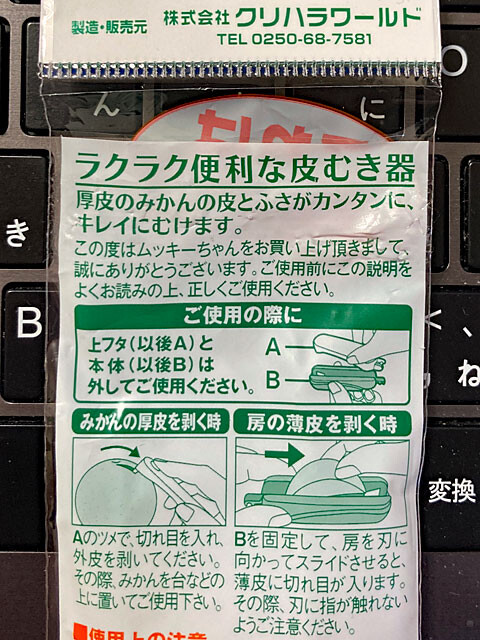 製造・販売元
株式会社 クリハラワールド
TEL 0250-68-7581
ラクラク便利な皮むき器
厚皮のみかんの皮とふさがカンタンに、
キレイにむけます。
この度はムッキーちゃんをお買い上げ頂きまして、
誠にありがとうございます。ご使用前にこの説明を
よくお読みの上、正しくご使用ください。
ご使用の際に
上フタ(以後A)と
本体(以後B)は
外してご使用ください。
A
B
みかんの厚皮を剥く時
Aのツメで、切れ目を入れ、
外皮を剥いてください。
その際、みかんを台などの
上に置いてご使用下さい。
房の薄皮を剥く時
Bを固定して、房を刃に
向かってスライドさせると、
薄皮に切れ目が入ります。
その際、刃に指が触れない
ようご注意ください。
■使用上の注意
ん
に
O
き
B
<
、
ね
変換